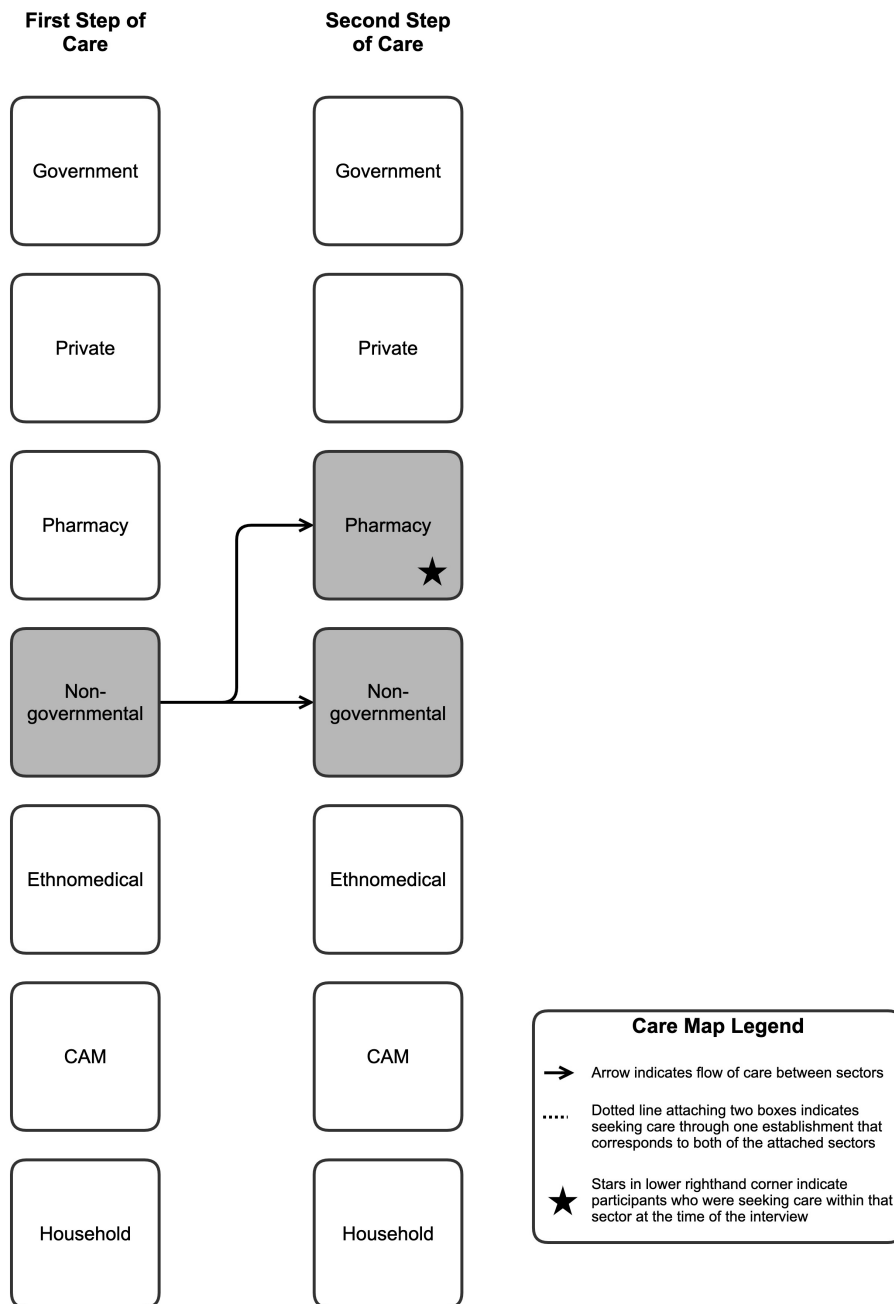 First Step of
Care
Second Step
of Care
Government
Government
Private
Private
Pharmacy
Pharmacy
Non-
governmental
Non-
governmental
Ethnomedical
Ethnomedical
CAM
CAM
Household
Household
Care Map Legend
Arrow indicates flow of care between sectors
Dotted line attaching two boxes indicates
seeking care through one establishment that
corresponds to both of the attached sectors
Stars in lower righthand corner indicate
participants who were seeking care within that
sector at the time of the interview